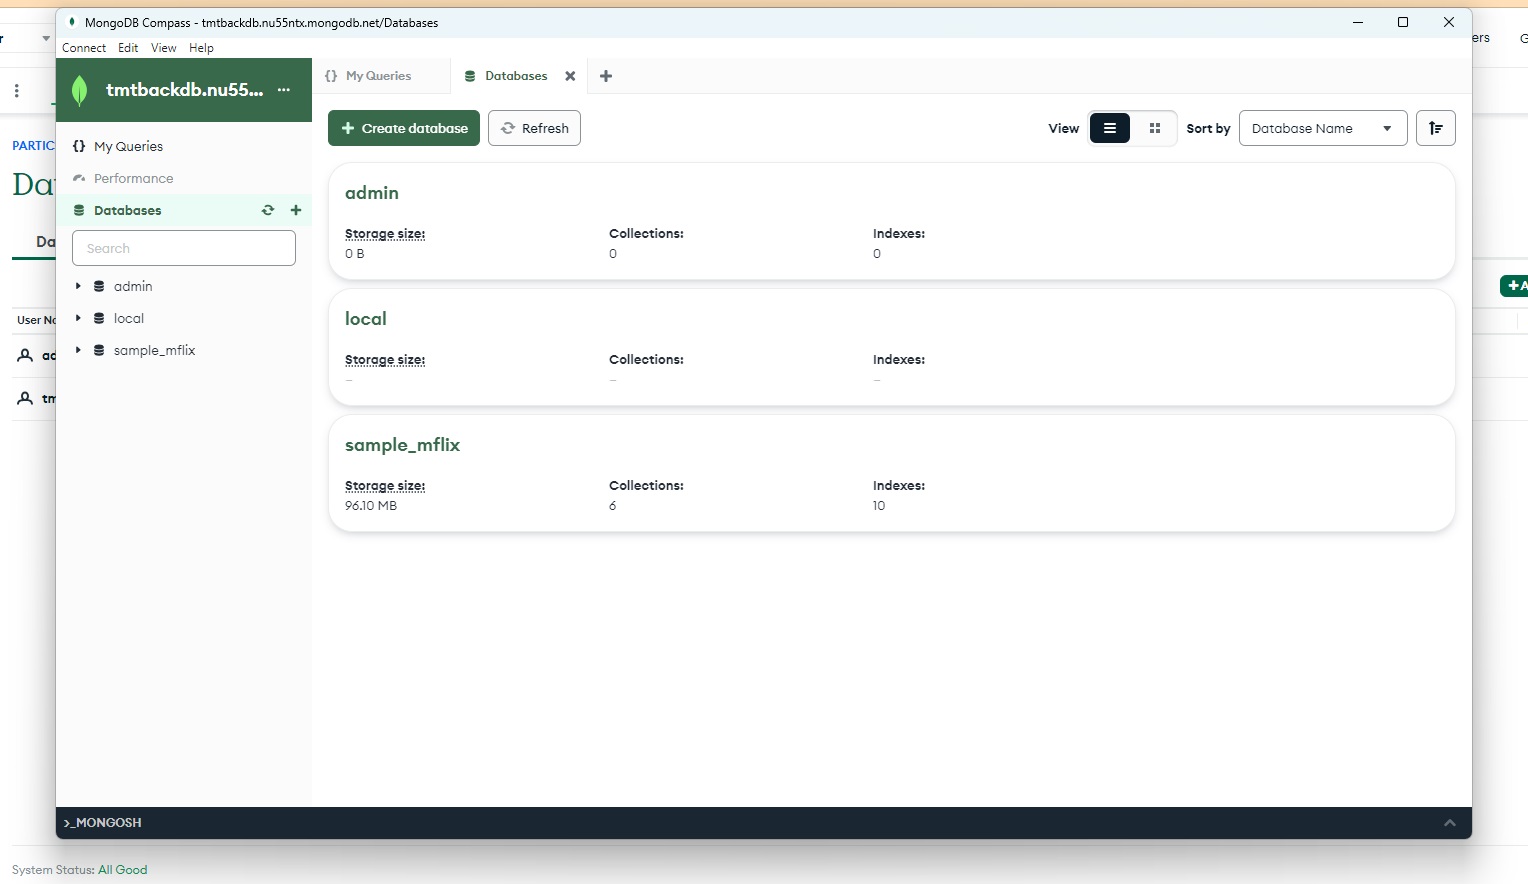 MongoDB Compass - tmtbackdb.nu55ntx.mongodb.net/Databases
Connect Edit View Help
tmtbackdb.nu55... ...
My Queries
Databases
{} My Queries
Performance
Databases
Search
admin
local
sample_mflix
Create database
Refresh
View
Sort by
Database Name
admin
Storage size:
Collections:
Indexes:
0 B
0
0
local
Storage size:
Collections:
Indexes:
–
–
–
sample_mflix
Storage size:
Collections:
Indexes:
96.10 MB
6
10
>_MONGOSH
PARTIC
Da
Da
User Na
ad
tm
ers
G
+A
System Status: All Good